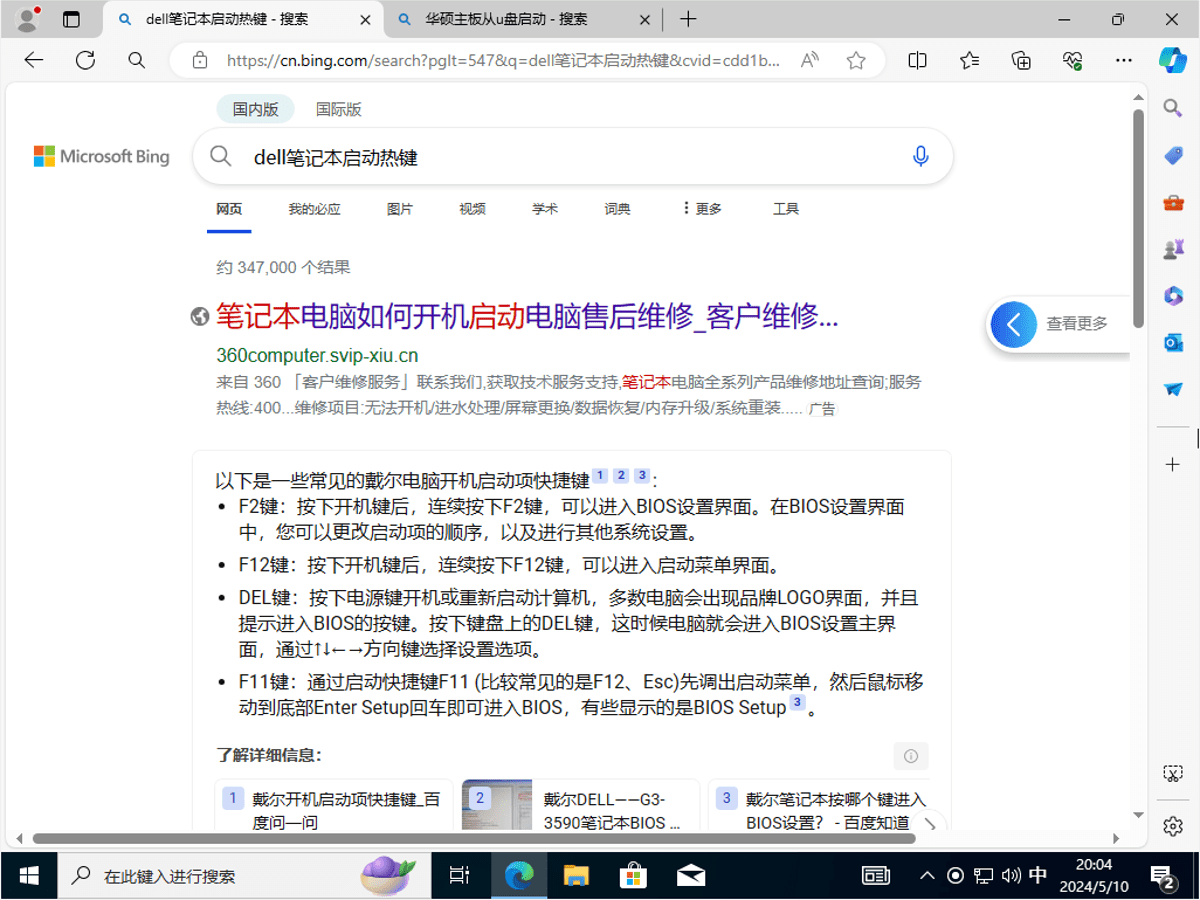 dell笔记本启动热键 - 搜索
华硕主板从u盘启动 - 搜索
https://cn.bing.com/search?pglt=547&q=dell笔记本启动热键&cvid=cdd1b...
国内版 国际版
Microsoft Bing
dell笔记本启动热键
网页 我的必应 图片 视频 学术 词典 更多 工具
约 347,000 个结果
笔记本电脑如何开机启动电脑售后维修_客户维修...
查看更多
360computer.svip-xiu.cn
来自 360 「客户维修服务」联系我们,获取技术服务支持,笔记本电脑全系列产品维修地址查询;服务
热线:400...维修项目:无法开机/进水处理/屏幕更换/数据恢复/内存升级/系统重装..... 广告
以下是一些常见的戴尔电脑开机启动项快捷键 1 2 3 :
• F2键：按下开机键后，连续按下F2键，可以进入BIOS设置界面。在BIOS设置界面
中，您可以更改启动项的顺序，以及进行其他系统设置。
• F12键：按下开机键后，连续按下F12键，可以进入启动菜单界面。
• DEL键：按下电源键开机或重新启动计算机，多数电脑会出现品牌LOGO界面，并且
提示进入BIOS的按键。按下键盘上的DEL键，这时候电脑就会进入BIOS设置主界
面，通过↑↓←→方向键选择设置选项。
• F11键：通过启动快捷键F11 (比较常见的是F12、Esc)先调出启动菜单，然后鼠标移
动到底部Enter Setup回车即可进入BIOS，有些显示的是BIOS Setup 3 。
了解详细信息：
1 戴尔开机启动项快捷键_百
度问一问
2 戴尔DELL——G3-
3590笔记本BIOS ...
3 戴尔笔记本按哪个键进入
BIOS设置？ - 百度知道
在此键入进行搜索
中
20:04
2024/5/10
2